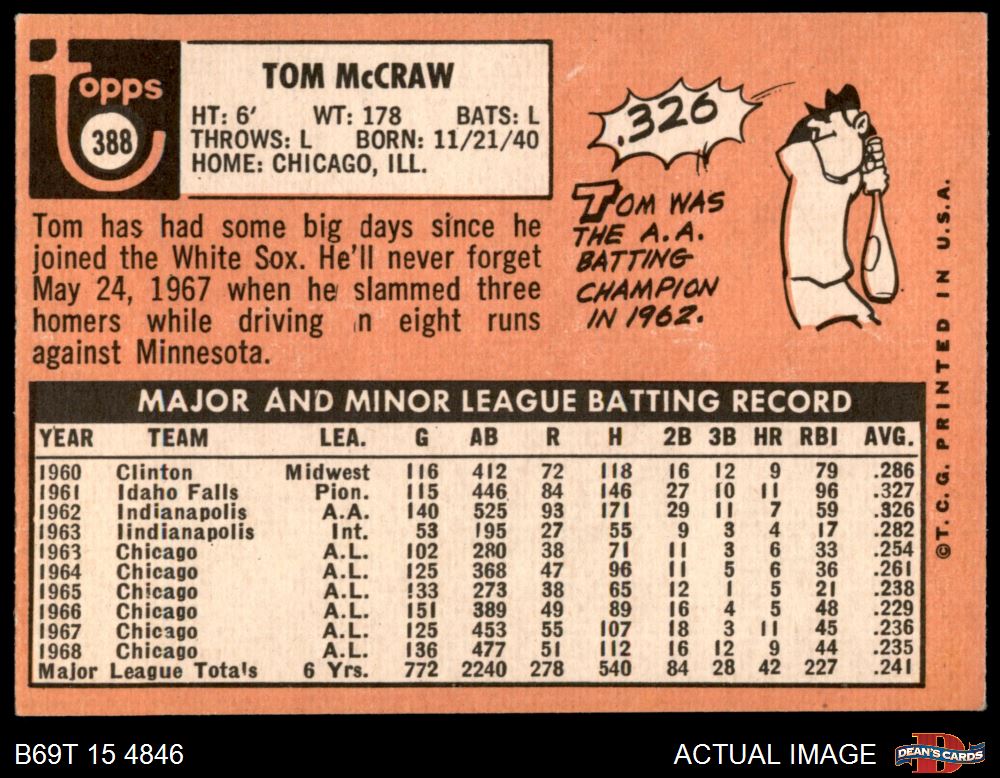 Topps
388
TOM McCRAW
HT: 6' WT: 178 BATS: L
THROWS: L BORN: 11/21/40
HOME: CHICAGO, ILL.
Tom has had some big days since he
joined the White Sox. He'll never forget
May 24, 1967 when he slammed three
homers while driving in eight runs
against Minnesota.
.326
TOM WAS
THE A.A.
BATTING
CHAMPION
IN 1962.
MAJOR AND MINOR LEAGUE BATTING RECORD
YEAR TEAM LEA. G AB R H 2B 3B HR RBI AVG.
1960 Clinton Midwest 116 412 72 118 16 12 9 79 .286
1961 Idaho Falls Pion. 115 446 84 146 27 10 11 96 .327
1962 Indianapolis A.A. 140 525 93 171 29 11 7 59 .326
1963 Iindianapolis Int. 53 195 27 55 9 3 4 17 .282
1963 Chicago A.L. 102 280 38 71 11 3 6 33 .254
1964 Chicago A.L. 125 368 47 96 11 5 6 36 .261
1965 Chicago A.L. 133 273 38 65 12 1 5 21 .238
1966 Chicago A.L. 151 389 49 89 16 4 5 48 .229
1967 Chicago A.L. 125 453 55 107 18 3 11 45 .236
1968 Chicago A.L. 136 477 51 112 16 12 9 44 .235
Major League Totals 6 Yrs. 772 2240 278 540 84 28 42 227 .241
©T.C.G. PRINTED IN U.S.A.
B69T 15 4846
ACTUAL IMAGE
DEAN'S CARDS